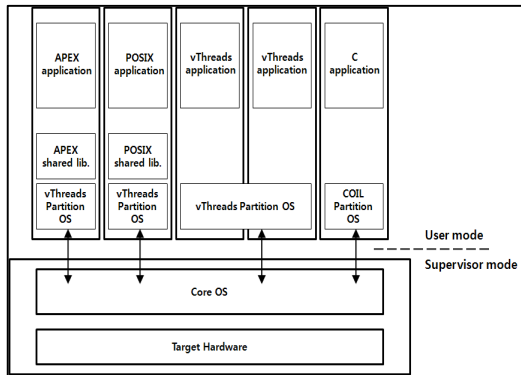 APEX
application
POSIX
application
vThreads
application
vThreads
application
C
application
APEX
shared lib.
POSIX
shared lib.
vThreads
Partition
OS
vThreads
Partition
OS
vThreads Partition OS
COIL
Partition
OS
User mode
Supervisor mode
Core OS
Target Hardware